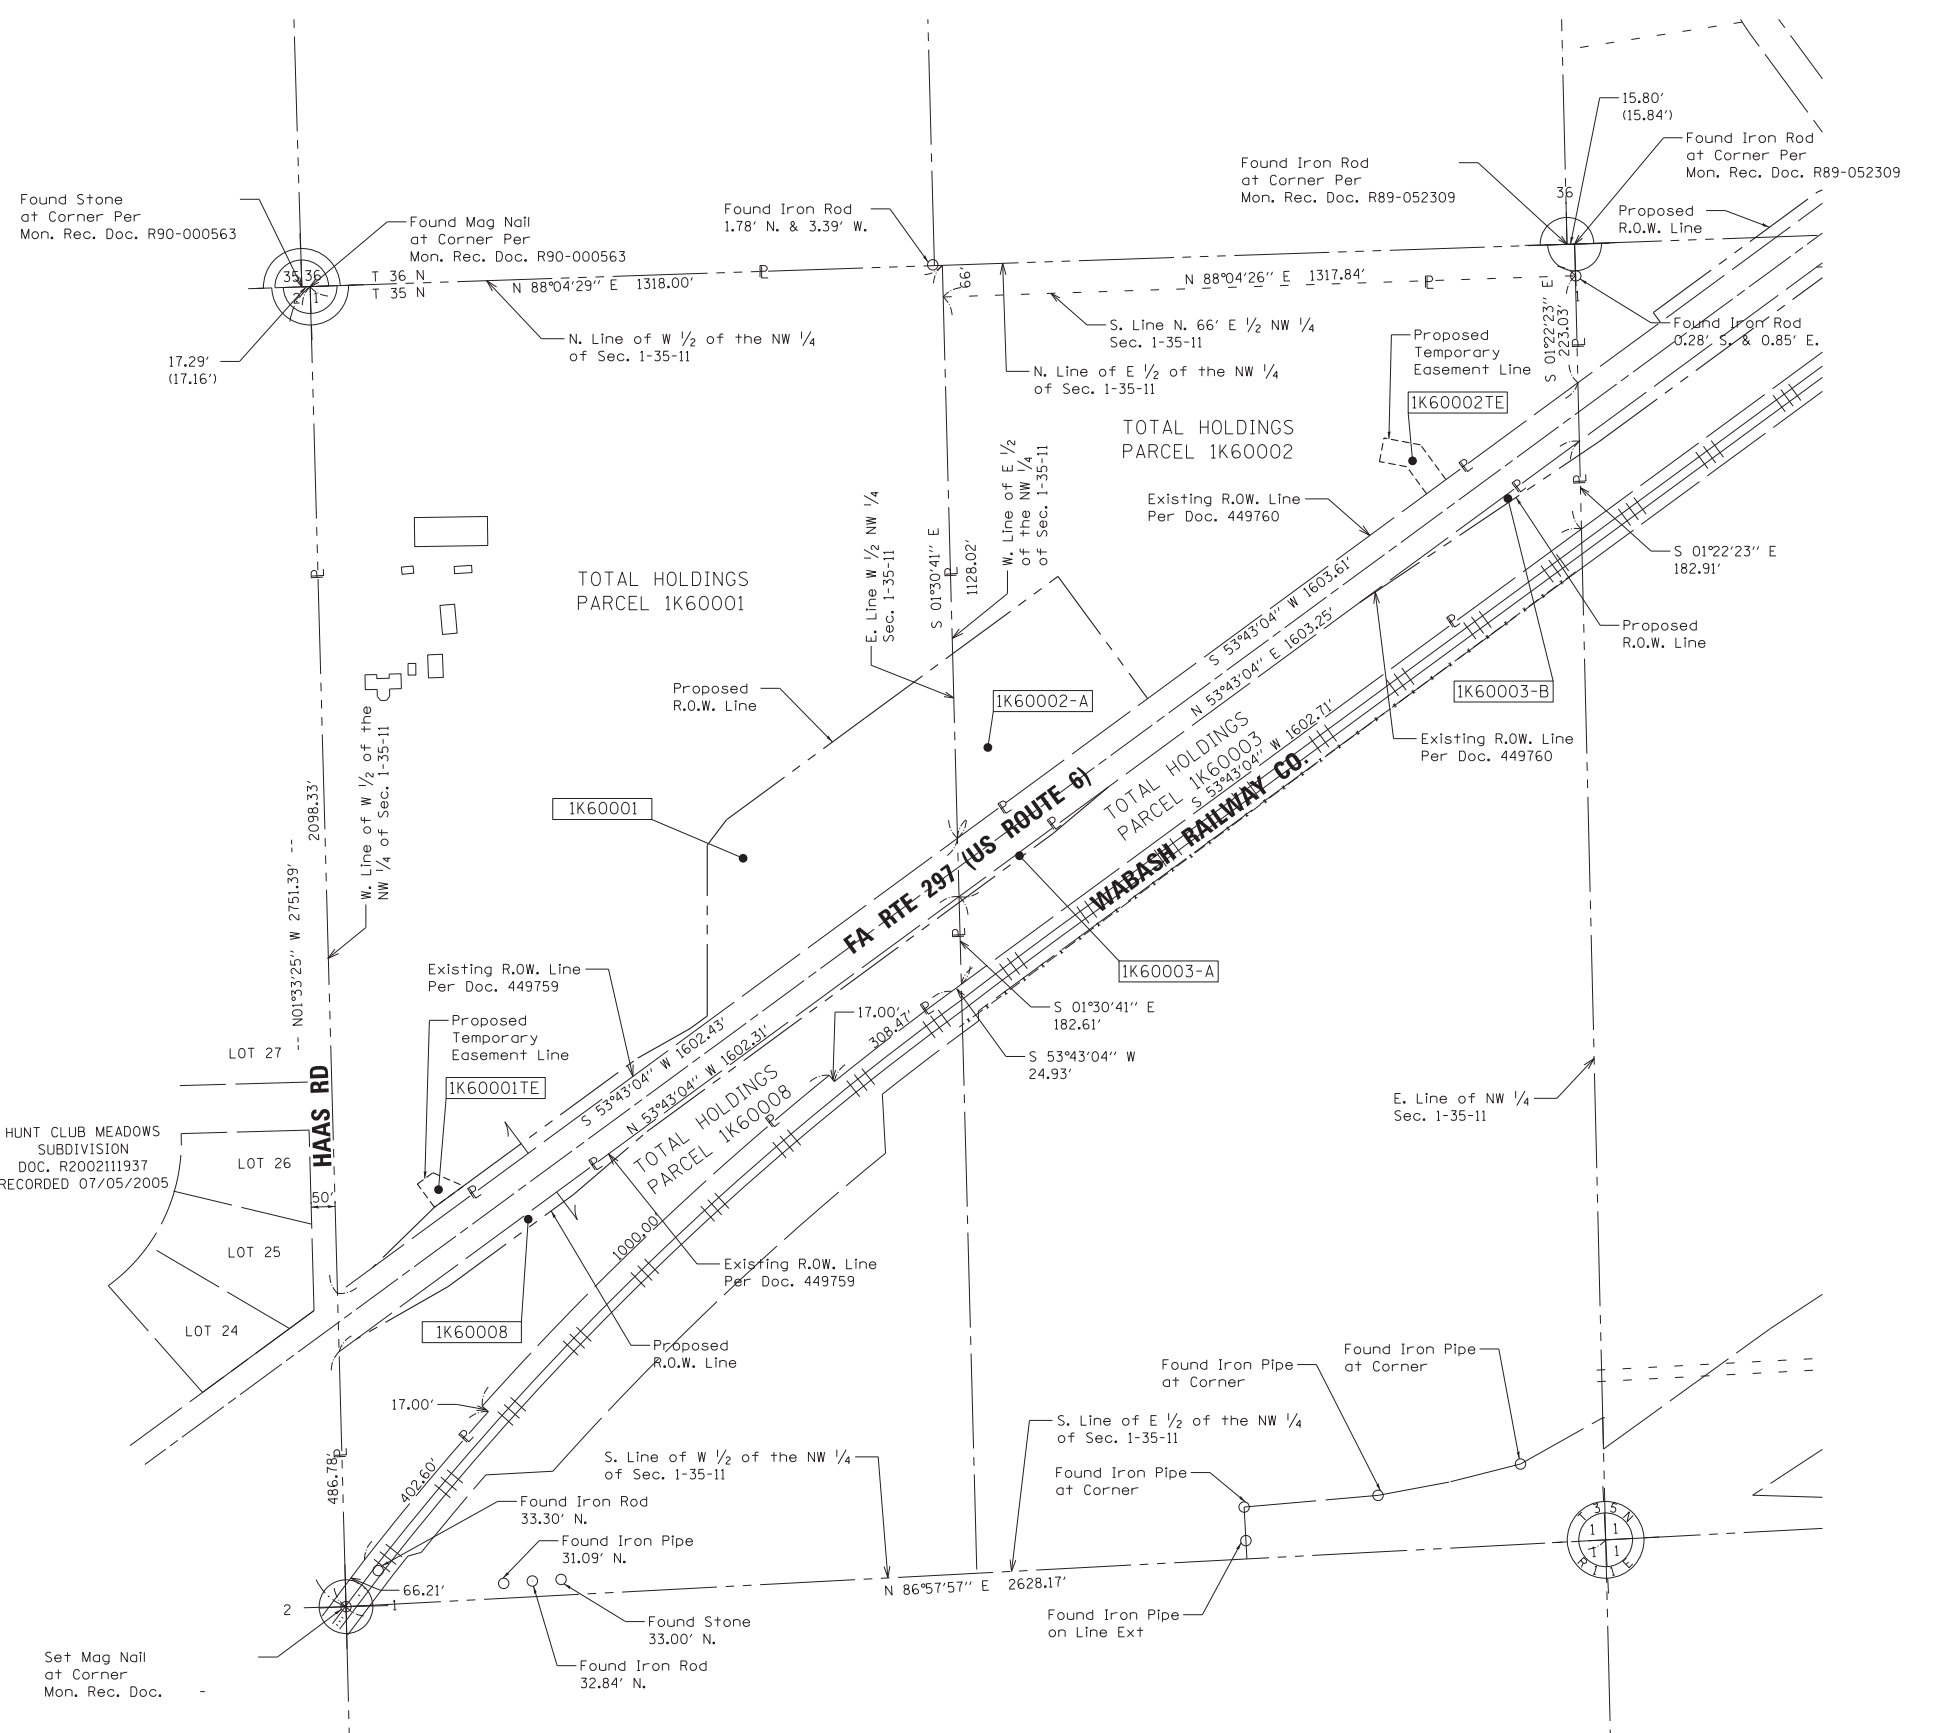 15.80'
(15.84')
Found Iron Rod
at Corner Per
Mon. Rec. Doc. R89-052309
Found Iron Rod
at Corner Per
Mon. Rec. Doc. R89-052309
36
Proposed
R.O.W. Line
Found Stone
at Corner Per
Mon. Rec. Doc. R90-000563
Found Mag Nail
at Corner Per
Mon. Rec. Doc. R90-000563
Found Iron Rod
1.78' N. & 3.39' W.
35 36
2 1
T 36 N
T 35 N
N 88°04'29" E 1318.00'
66'
N 88°04'26" E 1317.84'
1
S 01°22'23" E
223.03'
Found Iron Rod
0.28' S. & 0.85' E.
17.29'
(17.16')
N. Line of W ½ of the NW ¼
of Sec. 1-35-11
S. Line N. 66' E ½ NW ¼
Sec. 1-35-11
N. Line of E ½ of the NW ¼
of Sec. 1-35-11
Proposed
Temporary
Easement Line
1K60002TE
TOTAL HOLDINGS
PARCEL 1K60002
Existing R.O.W. Line
Per Doc. 449760
E. Line W ½ NW ¼
Sec. 1-35-11
S 01°30'41" E
1128.02'
W. Line of E ½
of the NW ¼
of Sec. 1-35-11
TOTAL HOLDINGS
PARCEL 1K60001
S 01°22'23" E
182.91'
Proposed
R.O.W. Line
S 53°43'04" W 1603.61'
N 53°43'04" E 1603.25'
1K60003-B
Proposed
R.O.W. Line
1K60002-A
TOTAL HOLDINGS
PARCEL 1K60003
S 53°43'04" W 1602.71'
Existing R.O.W. Line
Per Doc. 449760
2098.33'
W. Line of W ½ of the
NW ¼ of Sec. 1-35-11
1K60001
FA RTE 297 (US ROUTE 6)
WABASH RAILWAY CO.
N01°33'25" W 2751.39'
Existing R.O.W. Line
Per Doc. 449759
1K60003-A
Proposed
Temporary
Easement Line
1K60001TE
S 53°43'04" W 1602.43'
N 53°43'04" W 1602.31'
17.00'
308.47'
S 01°30'41" E
182.61'
S 53°43'04" W
24.93'
LOT 27
HAAS RD
TOTAL HOLDINGS
PARCEL 1K60008
E. Line of NW ¼
Sec. 1-35-11
HUNT CLUB MEADOWS
SUBDIVISION
DOC. R2002111937
RECORDED 07/05/2005
LOT 26
50'
LOT 25
LOT 24
1000.00'
Existing R.O.W. Line
Per Doc. 449759
1K60008
Proposed
R.O.W. Line
Found Iron Pipe
at Corner
Found Iron Pipe
at Corner
17.00'
486.78'
402.60'
S. Line of W ½ of the NW ¼
of Sec. 1-35-11
S. Line of E ½ of the NW ¼
of Sec. 1-35-11
Found Iron Pipe
at Corner
Found Iron Rod
33.30' N.
Found Iron Pipe
31.09' N.
T 35 N
1 1
1 1
R 11 E
66.21'
2
1
N 86°57'57" E 2628.17'
Found Stone
33.00' N.
Found Iron Pipe
on Line Ext
Found Iron Rod
32.84' N.
Set Mag Nail
at Corner
Mon. Rec. Doc. -